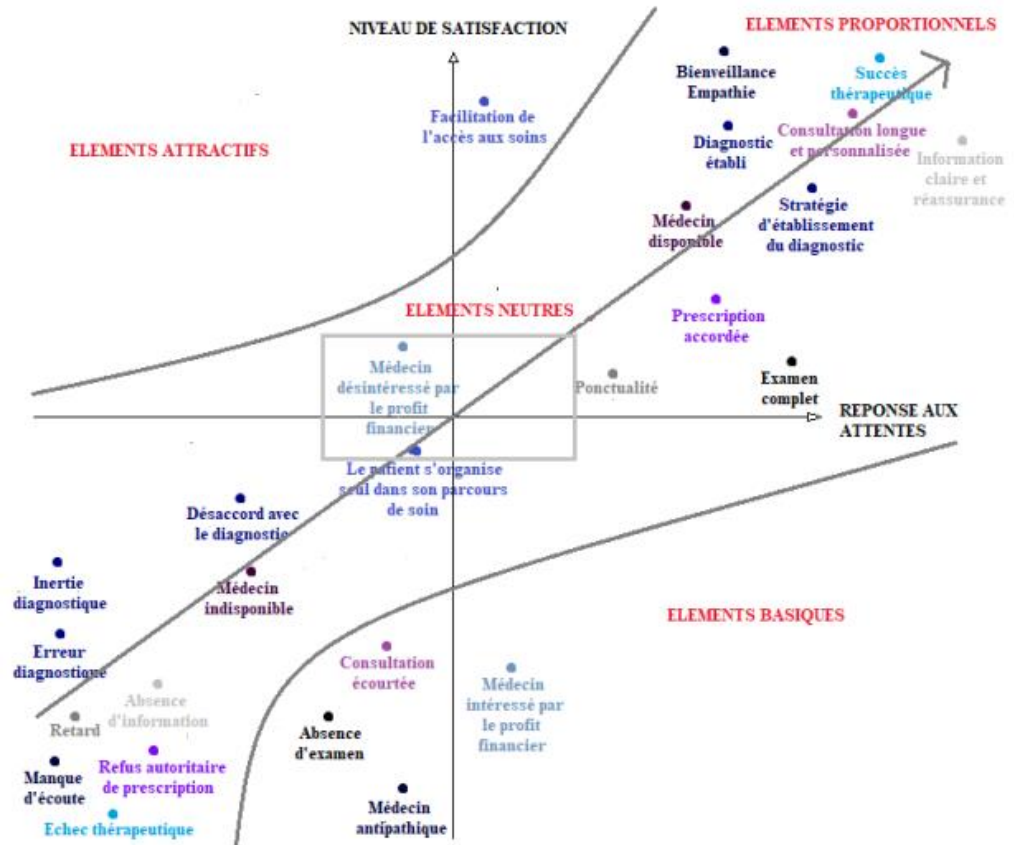 NIVEAU DE SATISFACTION
ELEMENTS PROPORTIONNELS
Bienveillance
Empathie
Succès
thérapeutique
Facilitation de
l'accès aux soins
ELEMENTS ATTRACTIFS
Diagnostic
établi
Consultation longue
et personnalisée
Information
claire et
réassurance
Médecin
disponible
Stratégie
d'établissement
du diagnostic
ELEMENTS NEUTRES
Prescription
accordée
Médecin
désintéressé par
le profit
financier
Ponctualité
Examen
complet
REPONSE AUX
ATTENTES
Le patient s'organise
seul dans son parcours
de soin
Désaccord avec
le diagnostic
Inertie
diagnostique
Médecin
indisponible
ELEMENTS BASIQUES
Erreur
diagnostique
Consultation
écourtée
Médecin
intéressé par
le profit
financier
Absence
d'information
Retard
Absence
d'examen
Manque
d'écoute
Refus autoritaire
de prescription
Médecin
antipathique
Echec thérapeutique